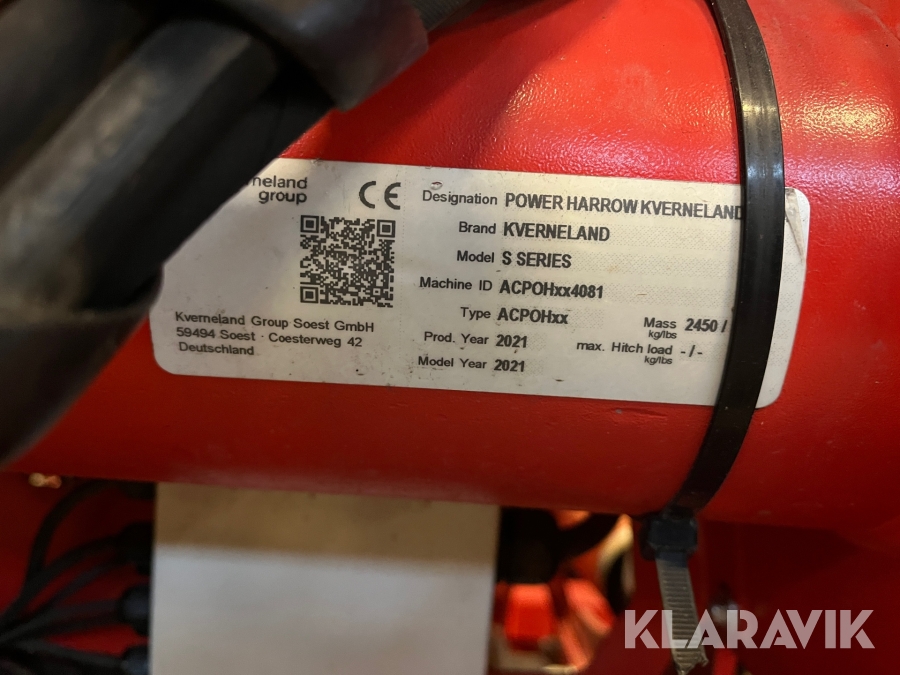 neland
group
CE
Designation POWER HARROW KVERNELAND
Brand KVERNELAND
Model S SERIES
Machine ID ACPOHxx4081
Type ACPOHxx
Prod. Year 2021
Model Year 2021
Mass 2450 /
kg/lbs
max. Hitch load - / -
kg/lbs
Kverneland Group Soest GmbH
59494 Soest · Coesterweg 42
Deutschland
KLARAVIK